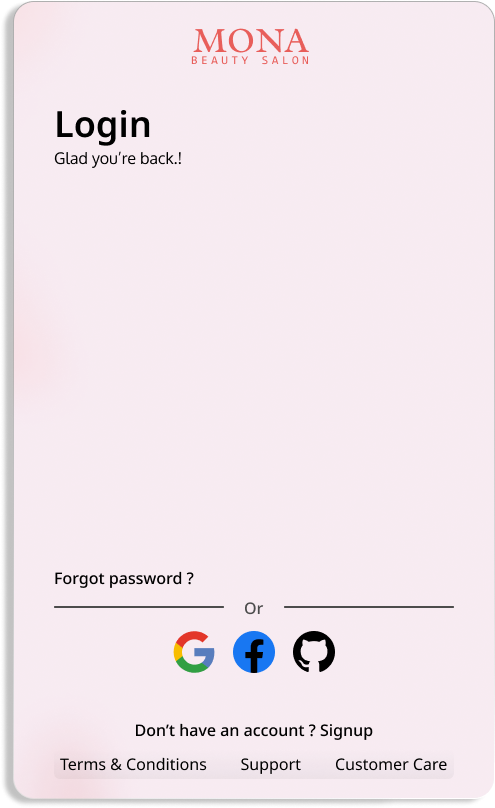 MONA
BEAUTY SALON
Login
Glad you’re back.!
Forgot password ?
Or
Don’t have an account ? Signup
Terms & Conditions Support Customer Care